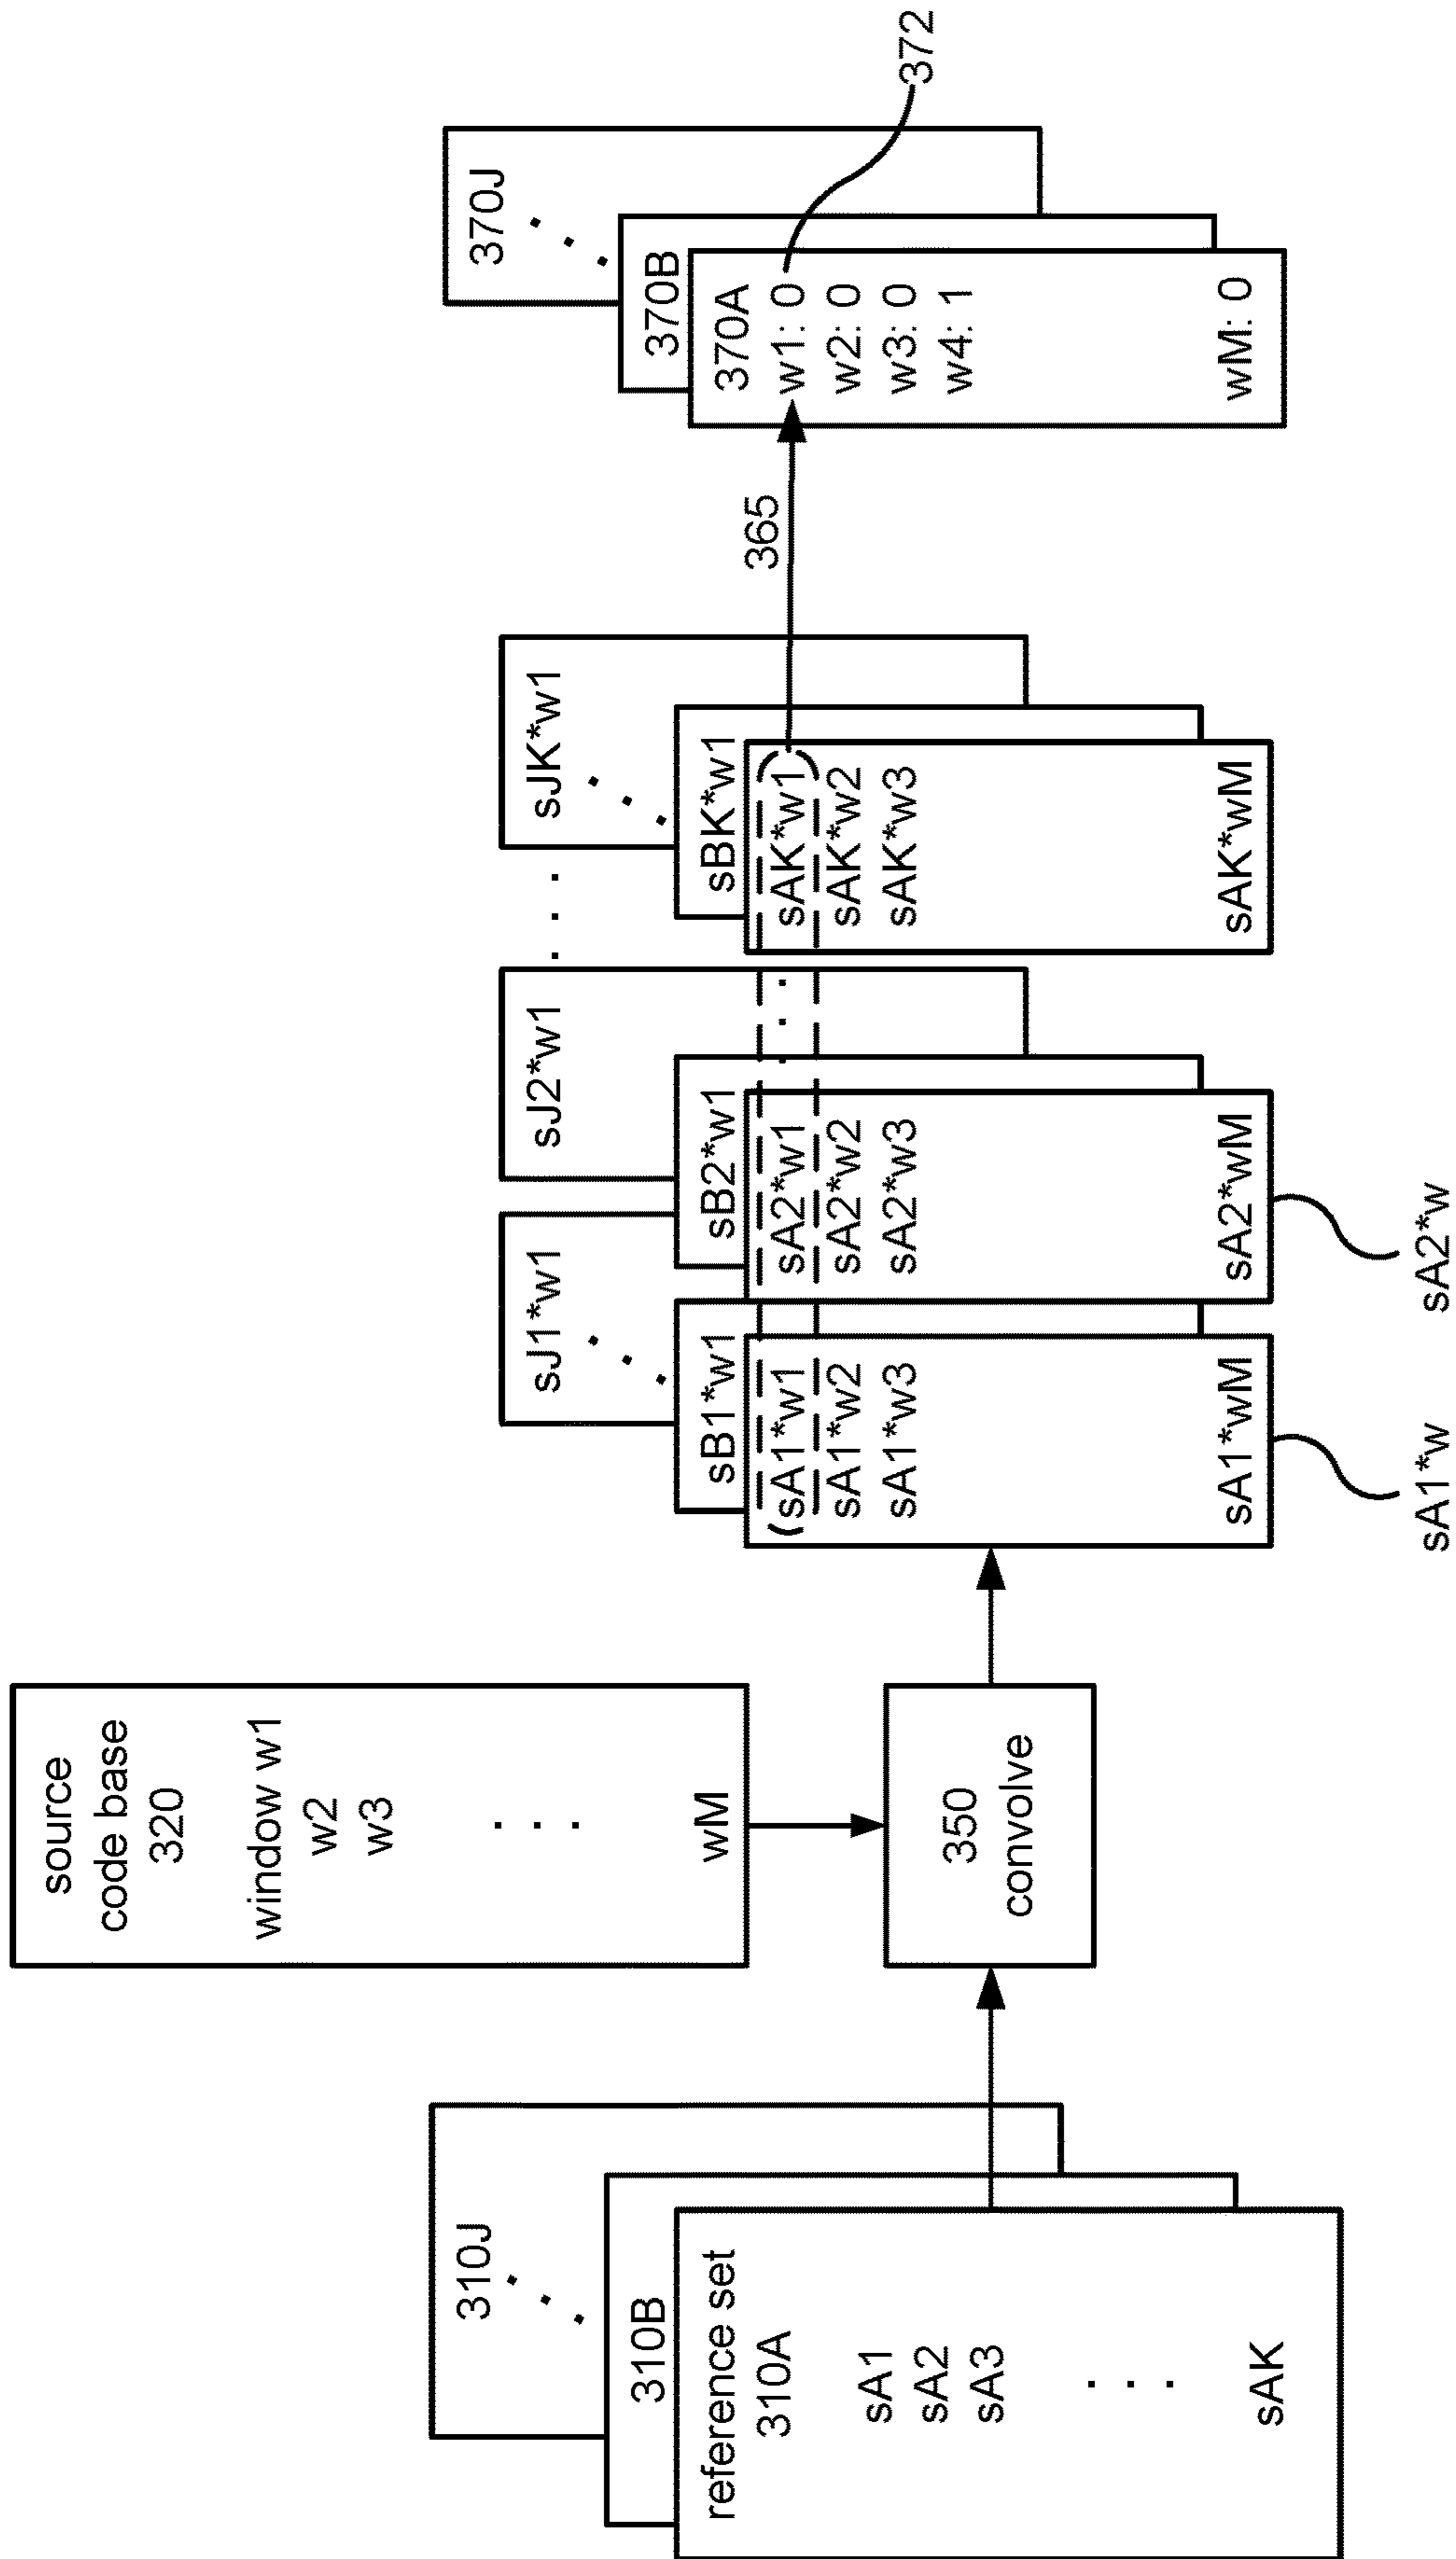 310J
310B
reference set
310A
sA1
sA2
sA3
. . .
sAK
source
code base
320
window w1
w2
w3
. . .
wM
350
convolve
sJ1*w1
sB1*w1
sA1*w1
sA1*w2
sA1*w3
sA1*wM
sA1*w
sJ2*w1
sB2*w1
sA2*w1
sA2*w2
sA2*w3
sA2*wM
sA2*w
. . .
sJK*w1
sBK*w1
sAK*w1
sAK*w2
sAK*w3
sAK*wM
365
370J
370B
370A
w1: 0
w2: 0
w3: 0
w4: 1
wM: 0
372